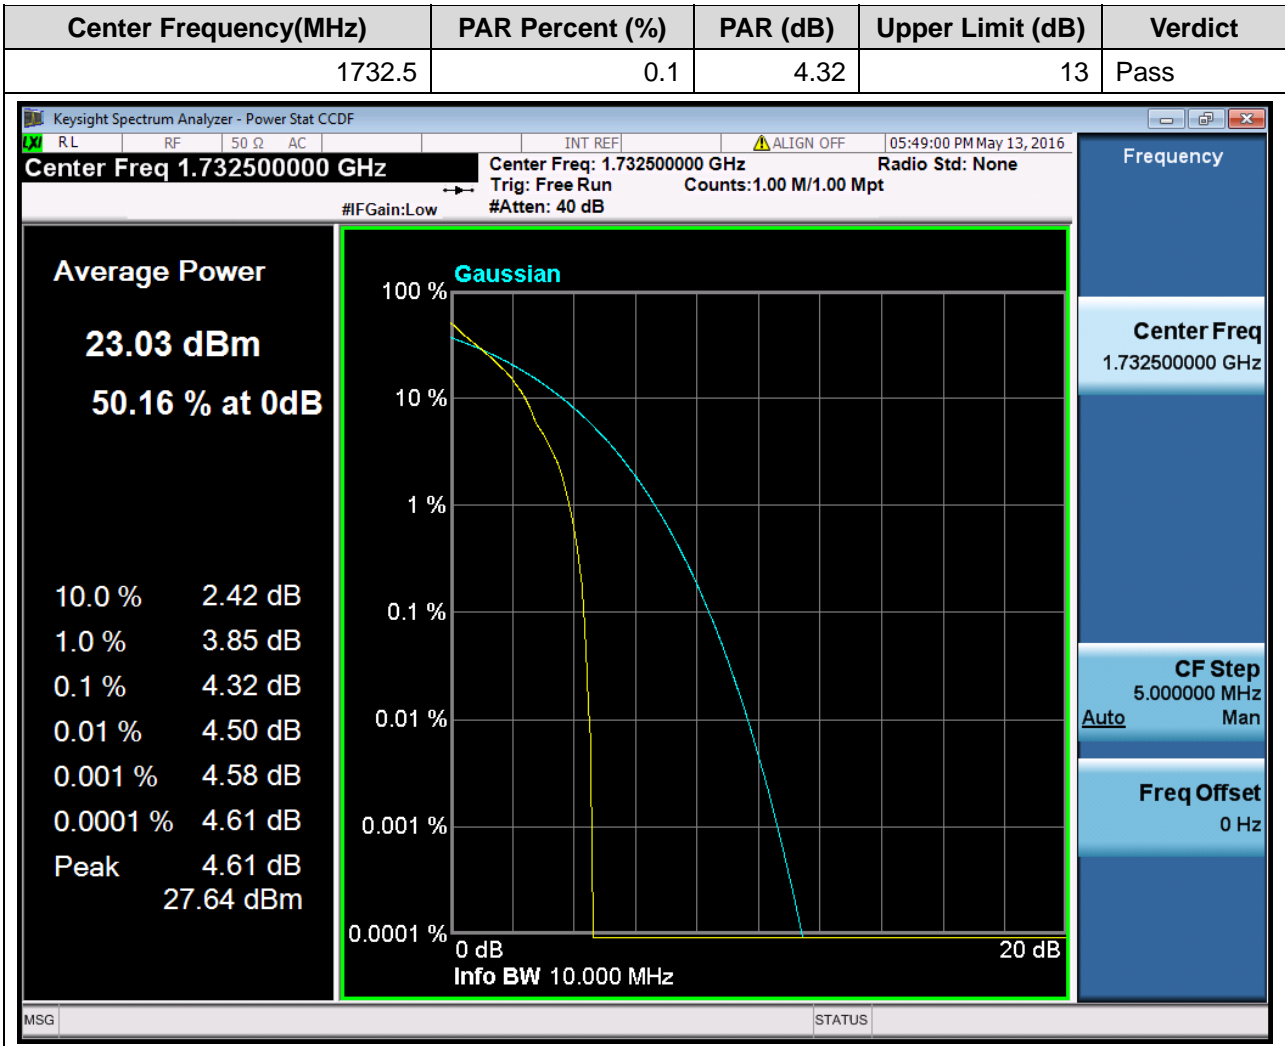 Center Frequency(MHz) PAR Percent (%) PAR (dB) Upper Limit (dB) Verdict
1732.5 0.1 4.32 13 Pass
Keysight Spectrum Analyzer - Power Stat CCDF
LXI RL RF 50 Ω AC INT REF ALIGN OFF 05:49:00 PM May 13, 2016
Center Freq 1.732500000 GHz
Center Freq: 1.732500000 GHz Radio Std: None
Trig: Free Run Counts:1.00 M/1.00 Mpt
#IFGain:Low #Atten: 40 dB
Average Power
23.03 dBm
50.16 % at 0dB
10.0 % 2.42 dB
1.0 % 3.85 dB
0.1 % 4.32 dB
0.01 % 4.50 dB
0.001 % 4.58 dB
0.0001 % 4.61 dB
Peak 4.61 dB
27.64 dBm
Gaussian
100 %
10 %
1 %
0.1 %
0.01 %
0.001 %
0.0001 %
0 dB 20 dB
Info BW 10.000 MHz
Frequency
Center Freq
1.732500000 GHz
CF Step
5.000000 MHz
Auto Man
Freq Offset
0 Hz
MSG STATUS